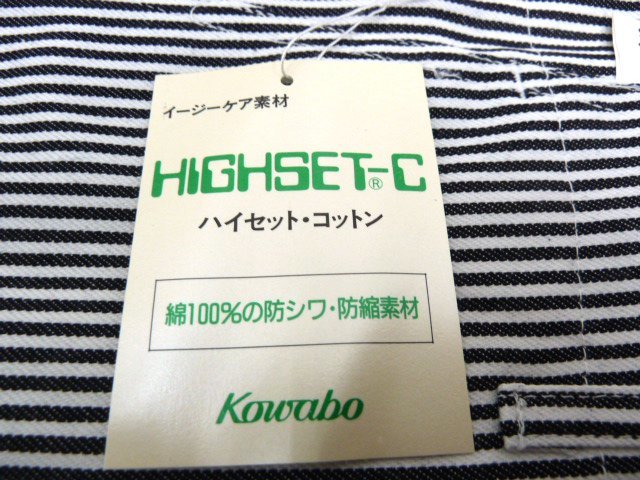 イージーケア素材
HIGHSET-C
®
ハイセット・コットン
綿100%の防シワ・防縮素材
Kowabo